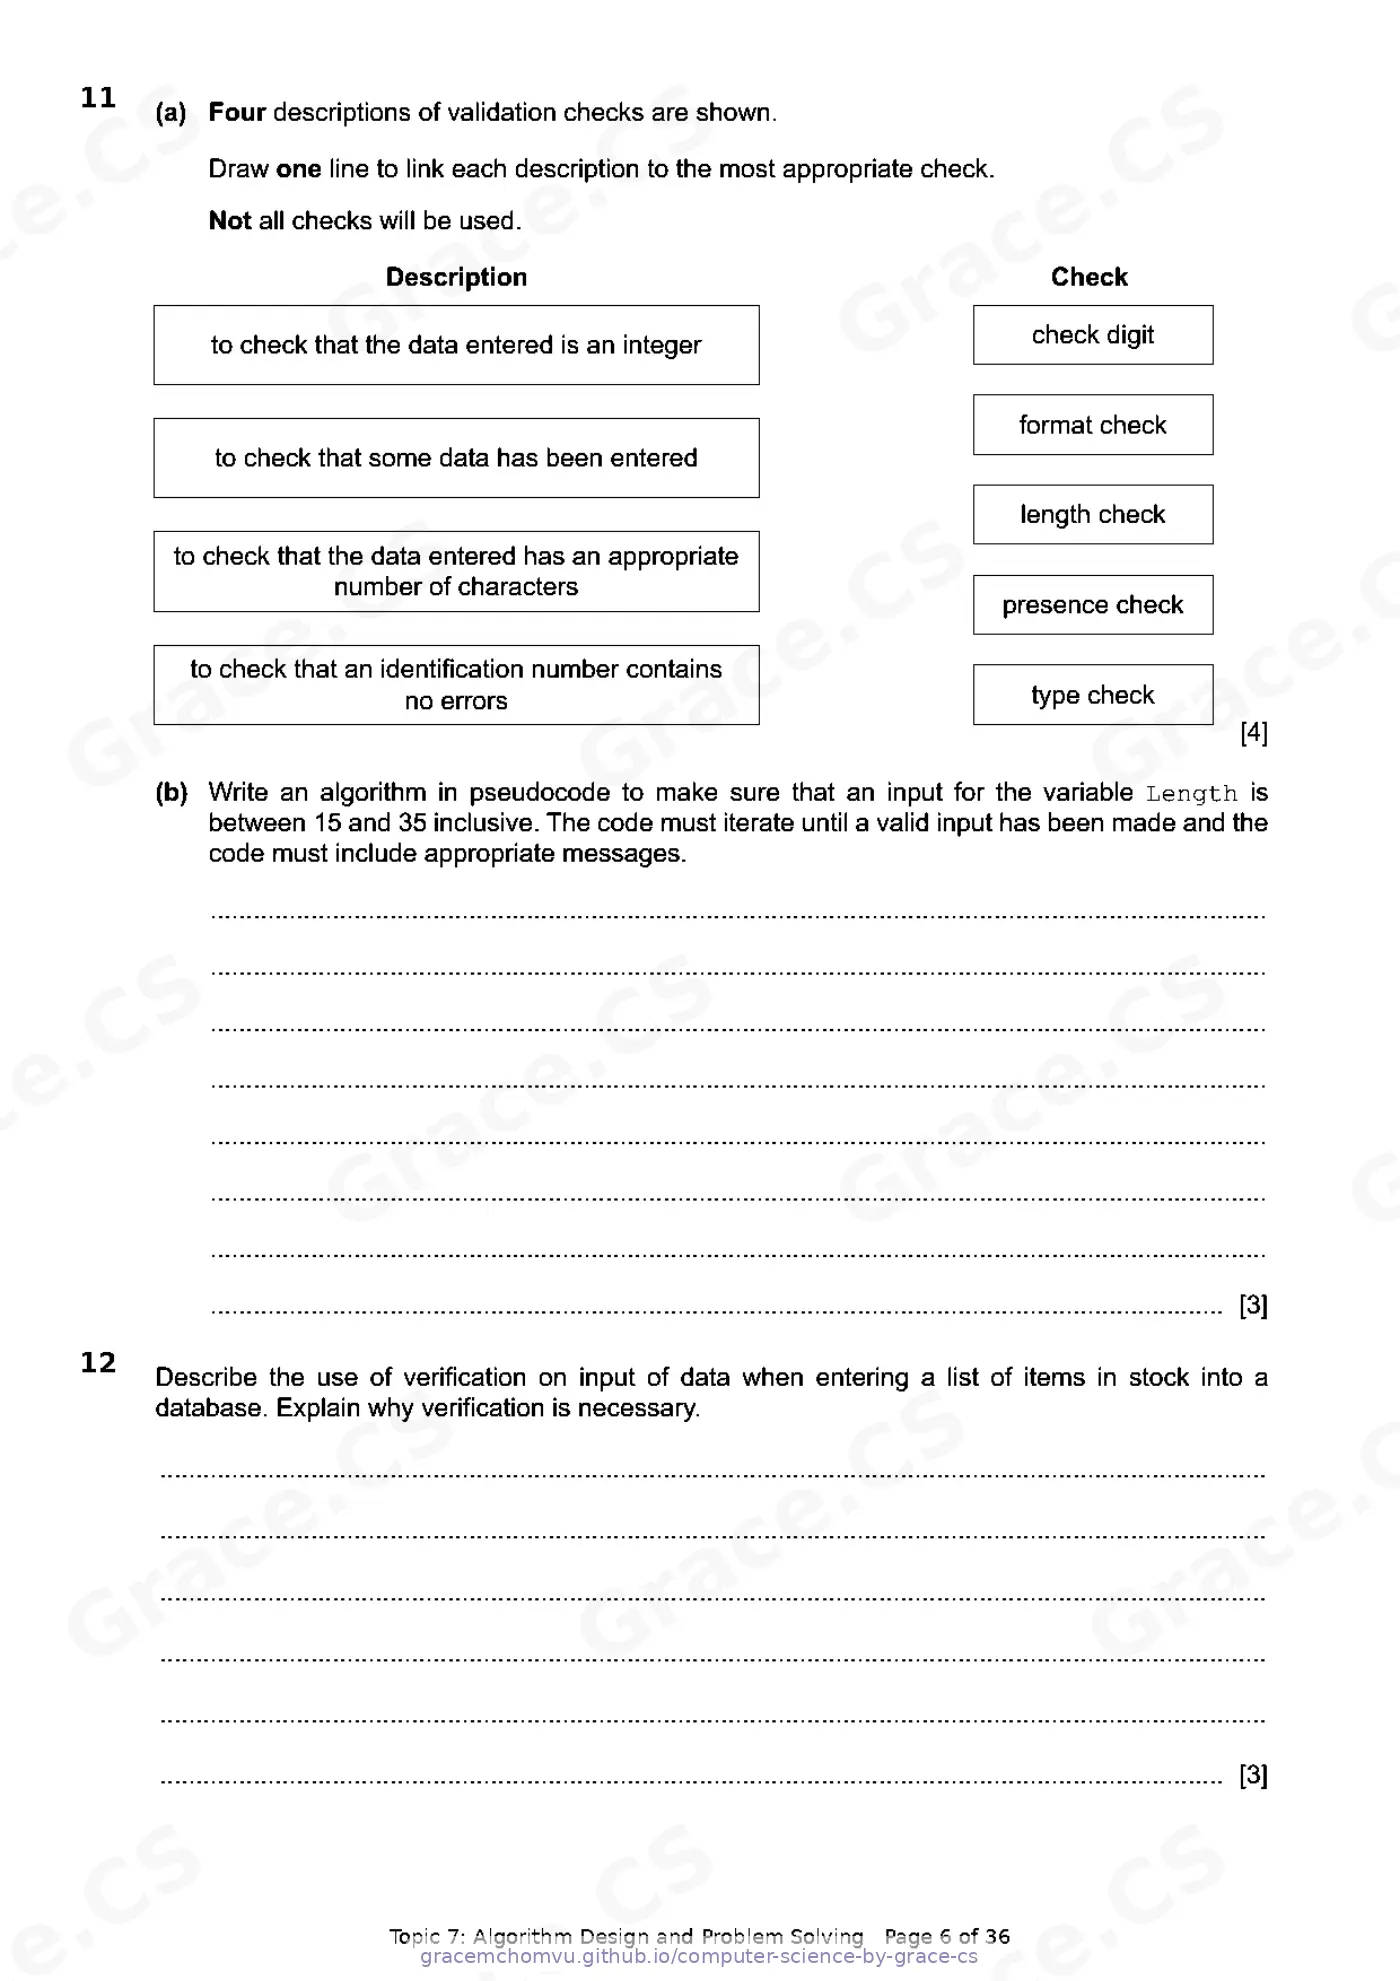 11
(a) Four descriptions of validation checks are shown.
Draw one line to link each description to the most appropriate check.
Not all checks will be used.
Description
Check
to check that the data entered is an integer
to check that some data has been entered
to check that the data entered has an appropriate
number of characters
to check that an identification number contains
no errors
check digit
format check
length check
presence check
type check
[4]
(b) Write an algorithm in pseudocode to make sure that an input for the variable Length is
between 15 and 35 inclusive. The code must iterate until a valid input has been made and the
code must include appropriate messages.
[3]
12
Describe the use of verification on input of data when entering a list of items in stock into a
database. Explain why verification is necessary.
[3]
Topic 7: Algorithm Design and Problem Solving Page 6 of 36
gracemchomvu.github.io/computer-science-by-grace-cs
Grace.CS